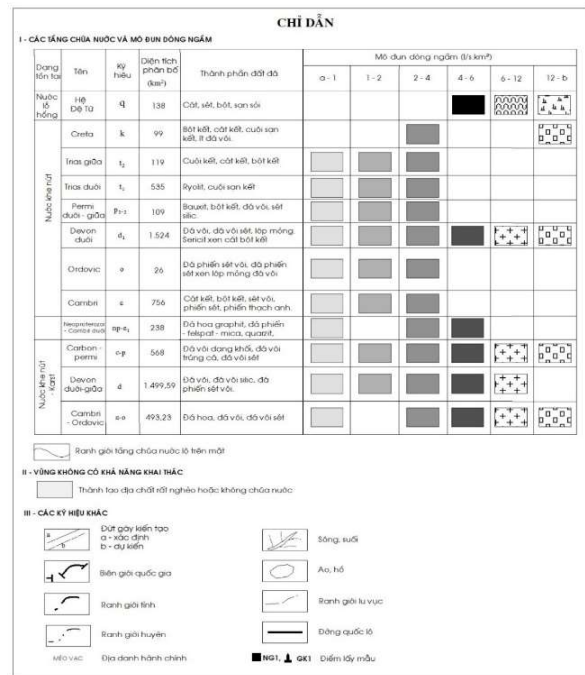 CHỈ DẪN
I - CÁC TẦNG CHỨA NƯỚC VÀ MÔ ĐUN DÒNG NGẦM
Dạng tồn tại
Tên
Ký hiệu
Diện tích phân bố (km²)
Thành phần đất đá
Mô đun dòng ngầm (l/s.km²)
a - 1
1 - 2
2 - 4
4 - 6
6 - 12
12 - b
Nước lỗ hổng
Hệ Đệ Tứ
q
138
Cát, sét, bột, sạn sỏi
Nước khe nứt
Creta
k
99
Bột kết, cát kết, cuội sạn
kết, ít đá vôi
Trias giữa
t₂
119
Cuội kết, cát kết, bột kết
Trias dưới
t₁
535
Ryolit, cuội sạn kết
Permi
dưới - giữa
p₁₋₂
109
Bauxit, bột kết, đá vôi, sét
silic
Devon
dưới
d₁
1.524
Đá vôi, đá vôi sét, lớp mỏng.
Sericit xen cát bột kết
Ordovic
o
26
Đá phiến sét vôi, đá phiến
sét xen lớp mỏng đá vôi
Cambri
ε
756
Cát kết, bột kết, sét vôi,
phiến sét, phiến thạch anh.
Neoproterozoi
- Cambri dưới
np-ε₁
238
Đá hoa graphit, đá phiến
- felspat - mica, quarzit,
Nước khe nứt - Karst
Carbon -
permi
c-p
568
Đá vôi dạng khối, đá vôi
trứng cá, đá vôi sét
Devon
dưới-giữa
d
1.499,59
Đá vôi, đá vôi silic, đá
phiến sét vôi.
Cambri
- Ordovic
ε-o
493,23
Đá hoa, đá vôi, đá vôi sét
Ranh giới tầng chứa nước lộ trên mặt
II - VÙNG KHÔNG CÓ KHẢ NĂNG KHAI THÁC
Thành tạo địa chất rất nghèo hoặc không chứa nước
III - CÁC KÝ HIỆU KHÁC
a
b
Đứt gãy kiến tạo
a - xác định
b - dự kiến
Sông, suối
Biên giới quốc gia
Ao, hồ
Ranh giới tỉnh
Ranh giới lưu vực
Ranh giới huyện
Đờng quốc lộ
MÈO VẠC
Địa danh hành chính
NG1, GK1
Điểm lấy mẫu